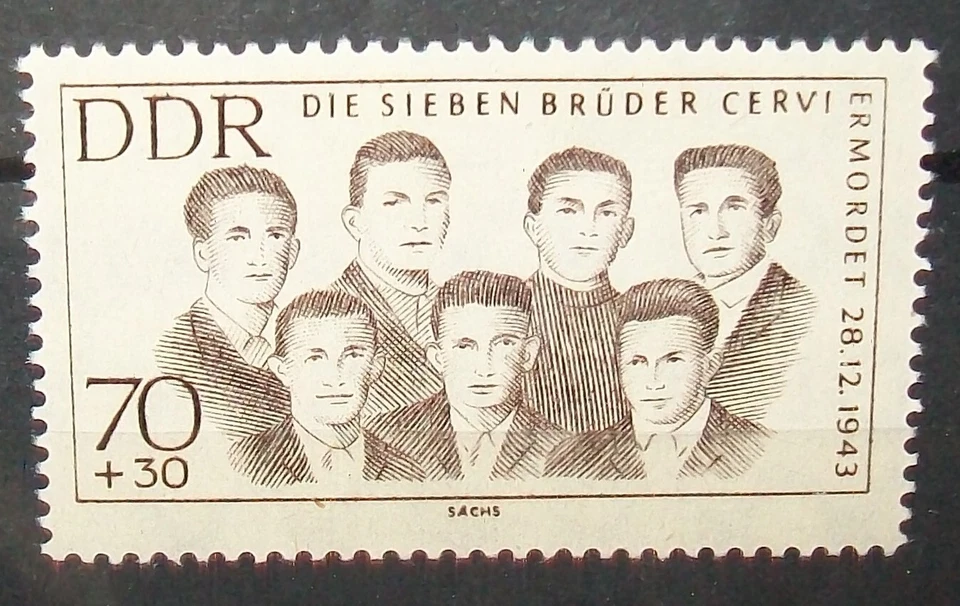 DDR
DIE SIEBEN BRÜDER CERVI
ERMORDET 28.12.1943
70
+30
SACHS